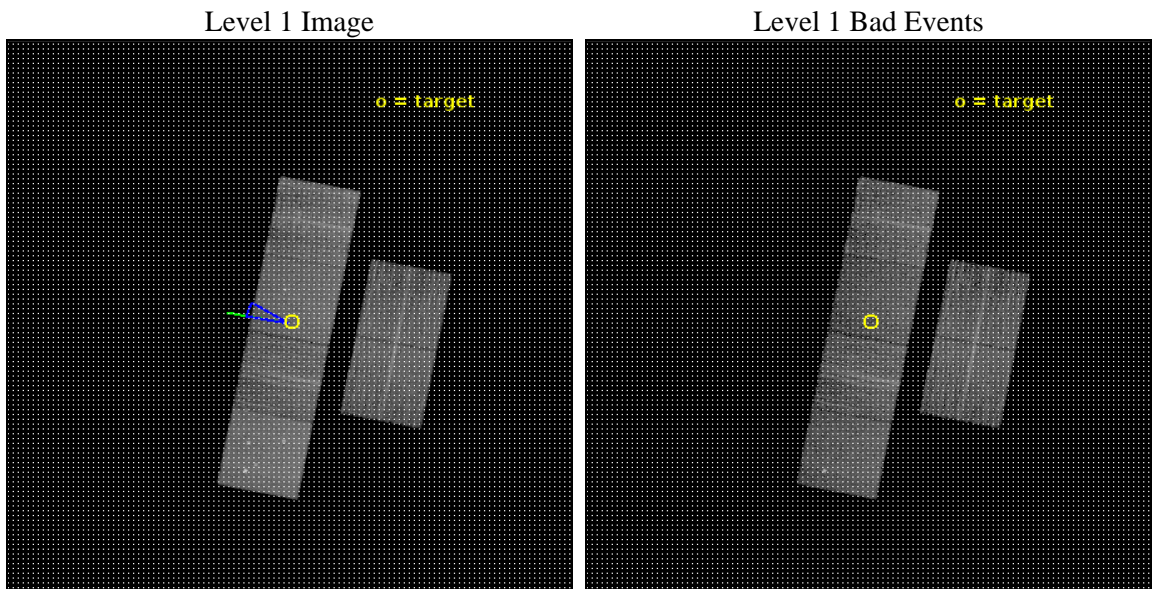 Level 1 Image
Level 1 Bad Events
o = target
o = target